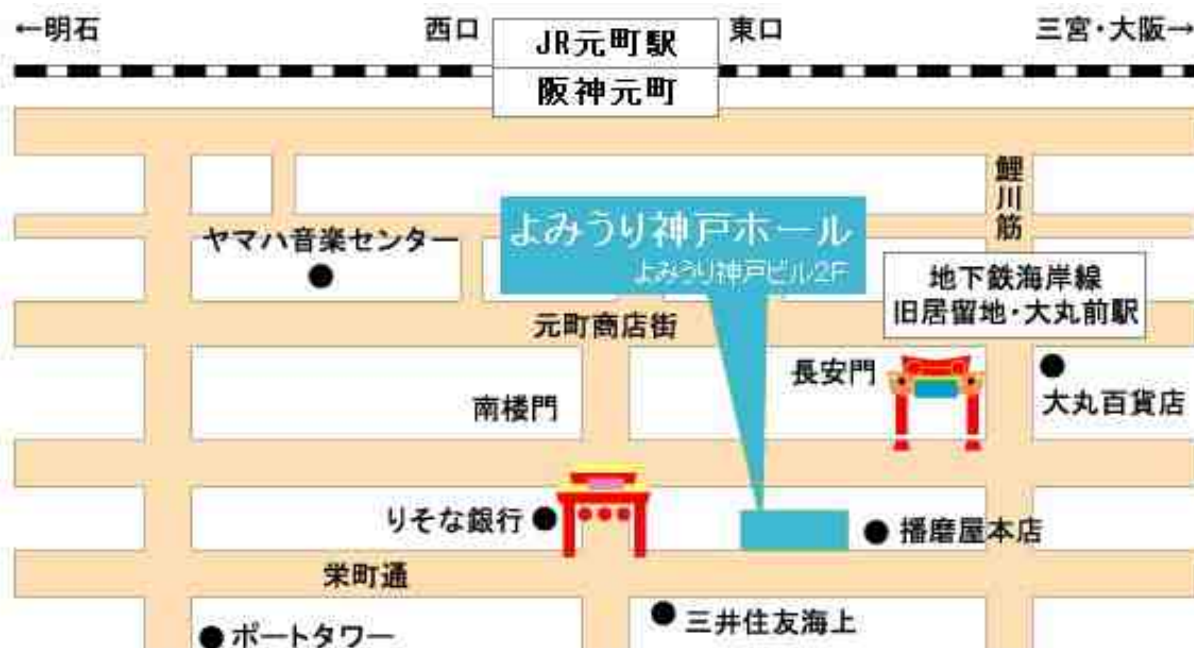 ←明石
西口
JR元町駅
阪神元町
東口
三宮・大阪→
鯉川筋
ヤマハ音楽センター
よみうり神戸ホール
よみうり神戸ビル2F
地下鉄海岸線
旧居留地・大丸前駅
元町商店街
長安門
大丸百貨店
南楼門
りそな銀行
播磨屋本店
栄町通
三井住友海上
ポートタワー